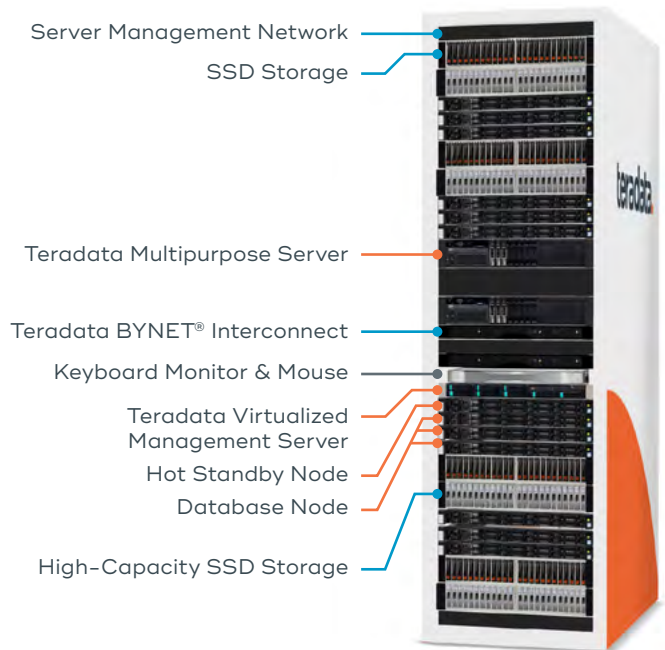 Server Management Network
SSD Storage
Teradata Multipurpose Server
Teradata BYNET® Interconnect
Keyboard Monitor & Mouse
Teradata Virtualized
Management Server
Hot Standby Node
Database Node
High-Capacity SSD Storage
teradata.